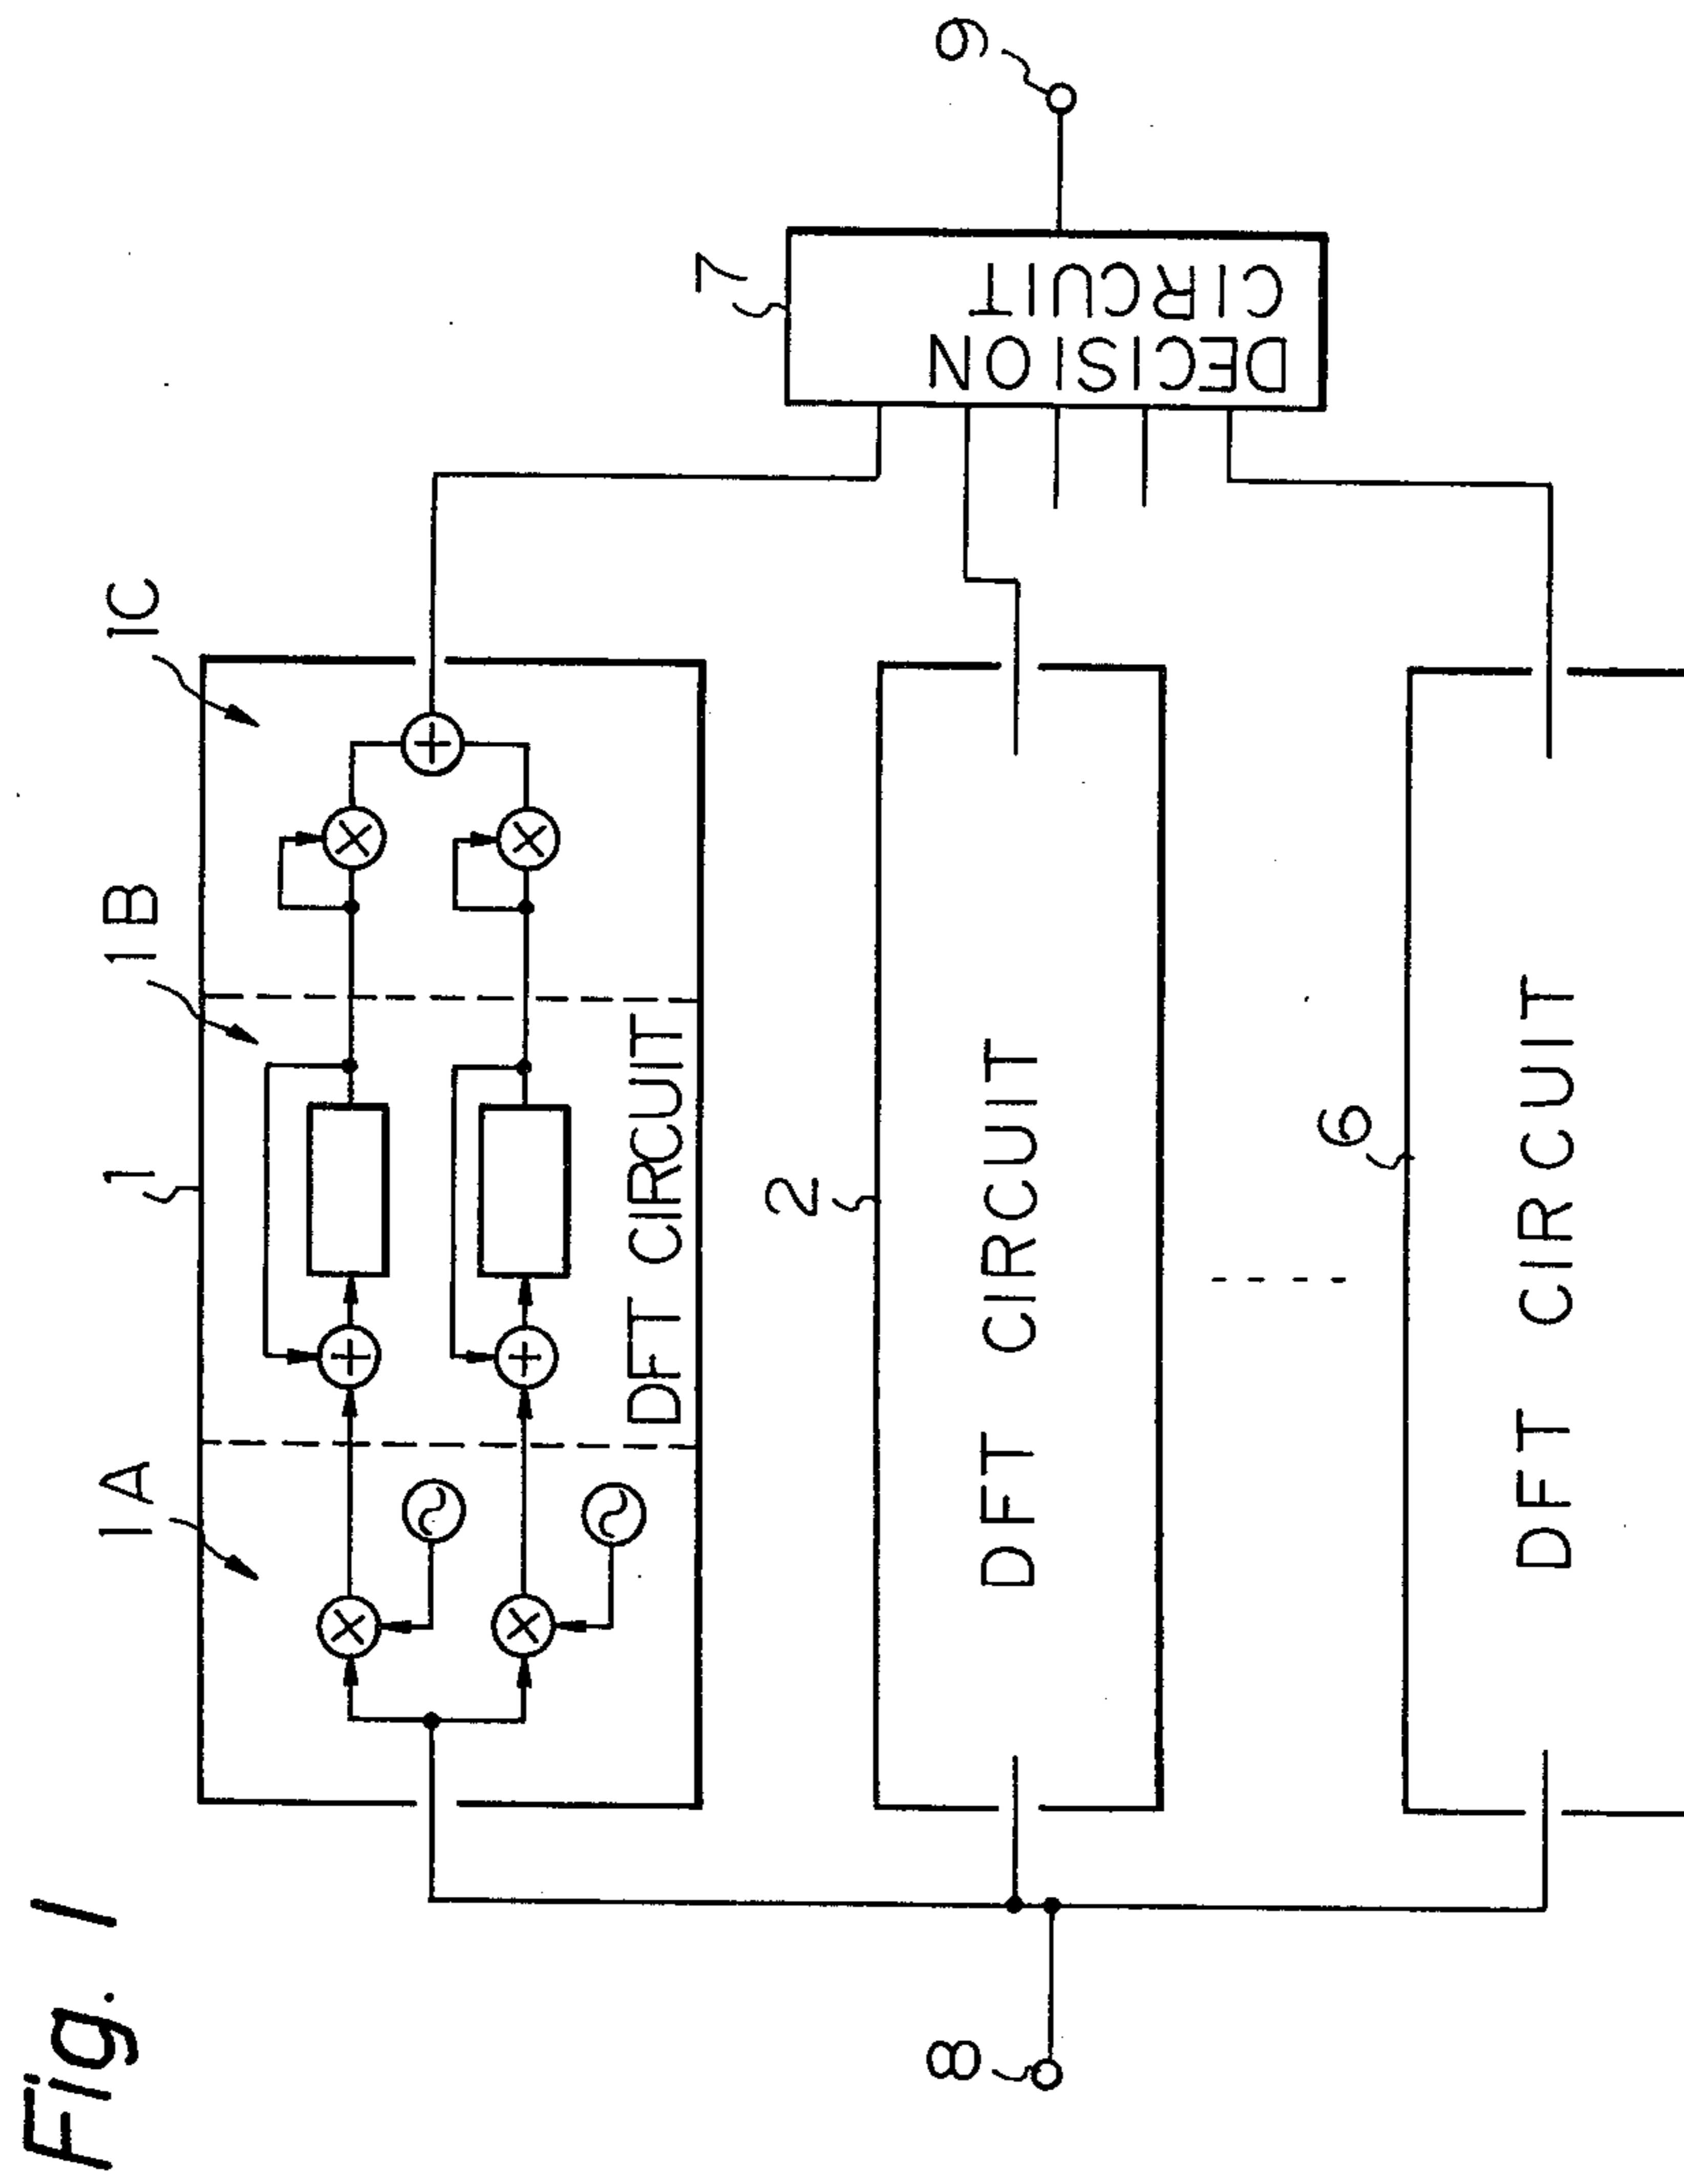 Fig. 1
1A
1
1B
1C
DFT CIRCUIT
2
DFT CIRCUIT
6
DFT CIRCUIT
7
DECISION
CIRCUIT
8
9